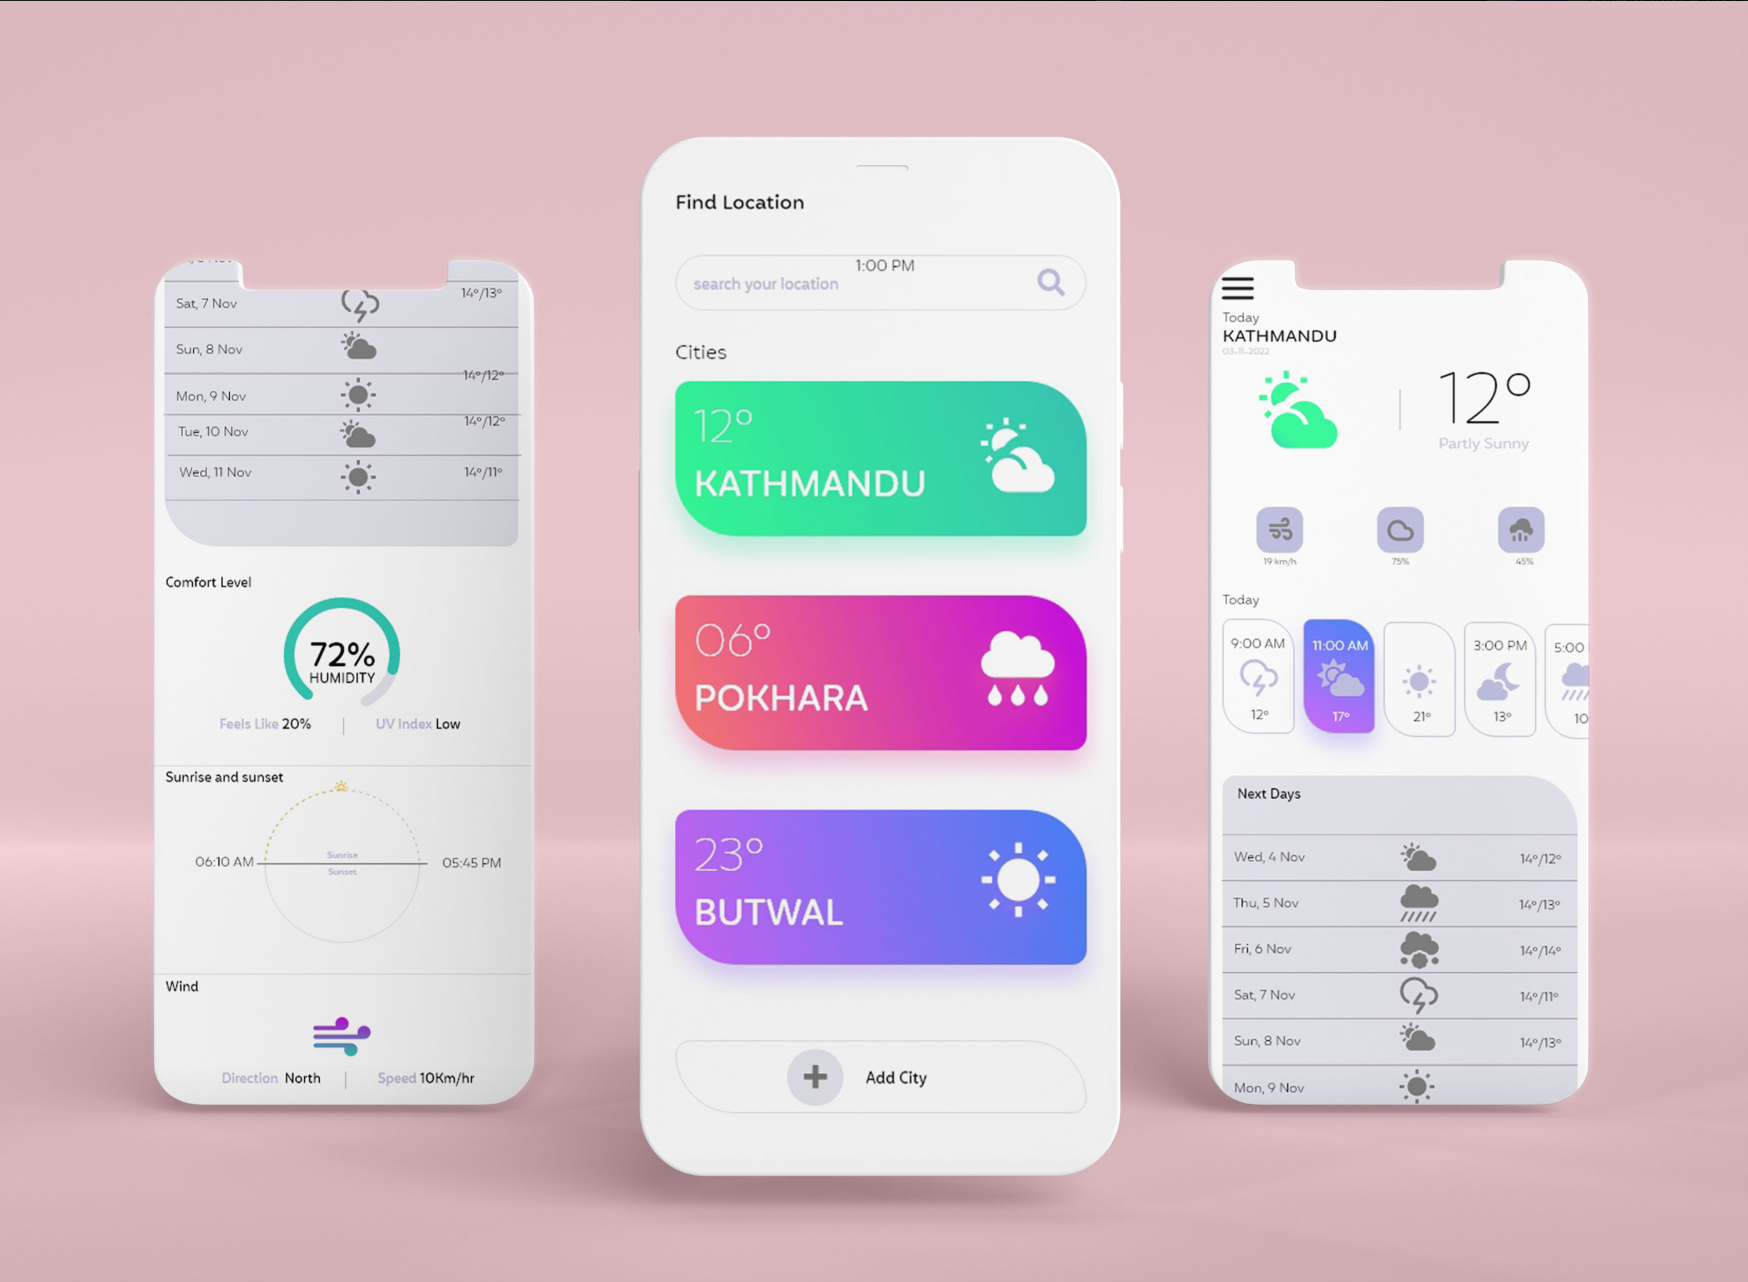 Sat, 7 Nov 14°/13°
Sun, 8 Nov
14°/12°
Mon, 9 Nov
14°/12°
Tue, 10 Nov
Wed, 11 Nov 14°/11°
Comfort Level
72%
HUMIDITY
Feels Like 20% | UV Index Low
Sunrise and sunset
06:10 AM Sunrise 05:45 PM
Sunset
Wind
Direction North | Speed 10Km/hr
Find Location
1:00 PM
search your location
Cities
12°
KATHMANDU
06°
POKHARA
23°
BUTWAL
+ Add City
Today
KATHMANDU
03-11-2022
12°
Partly Sunny
19 km/h 75% 45%
Today
9:00 AM 11:00 AM 3:00 PM 5:00
12° 17° 21° 13° 10
Next Days
Wed, 4 Nov 14°/12°
Thu, 5 Nov 14°/13°
Fri, 6 Nov 14°/14°
Sat, 7 Nov 14°/11°
Sun, 8 Nov 14°/13°
Mon, 9 Nov